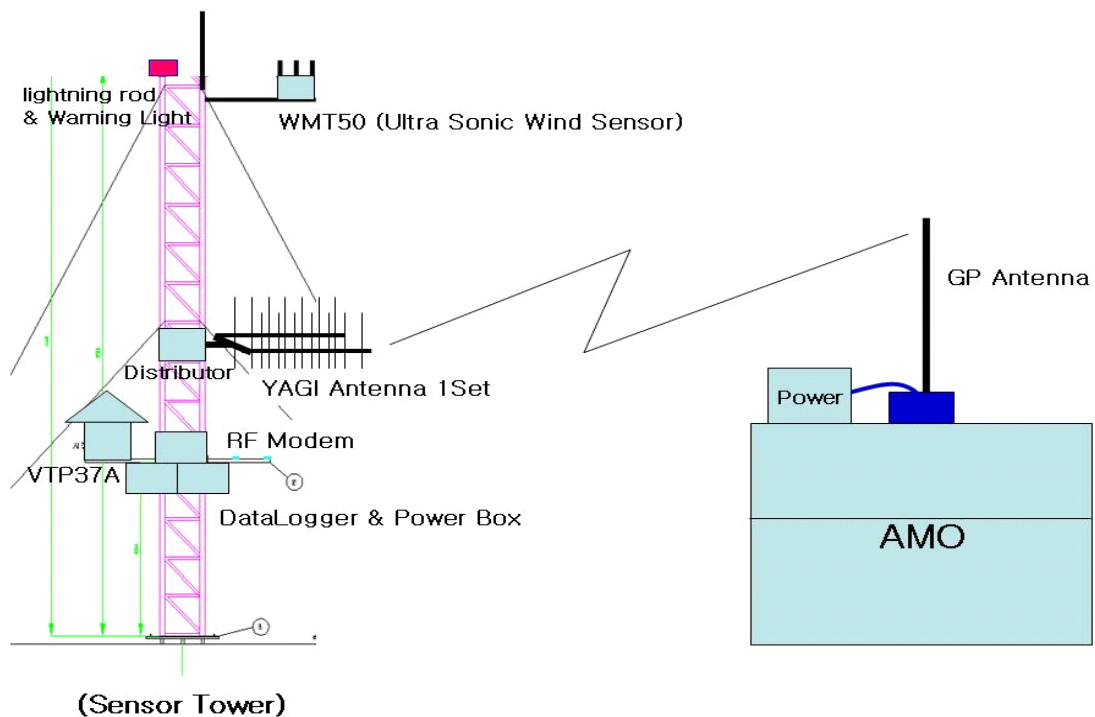 lightning rod
& Warning Light
WMT50 (Ultra Sonic Wind Sensor)
GP Antenna
Distributor
YAGI Antenna 1Set
Power
RF Modem
VTP37A
DataLogger & Power Box
AMO
(Sensor Tower)